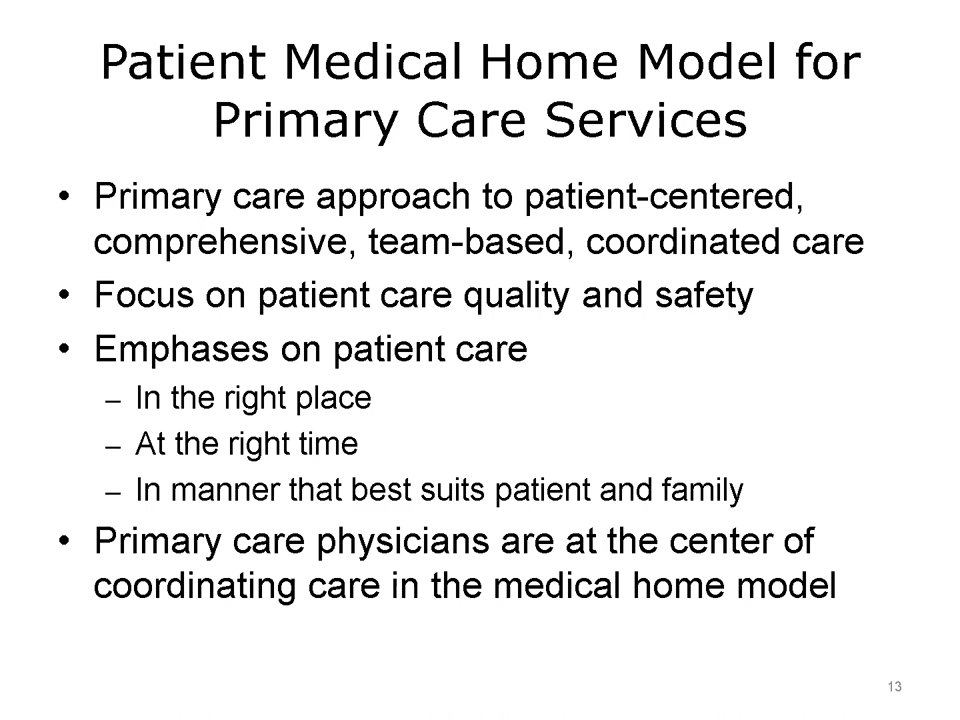 Patient Medical Home Model for
Primary Care Services
• Primary care approach to patient-centered,
comprehensive, team-based, coordinated care
• Focus on patient care quality and safety
• Emphases on patient care
– In the right place
– At the right time
– In manner that best suits patient and family
• Primary care physicians are at the center of
coordinating care in the medical home model
13